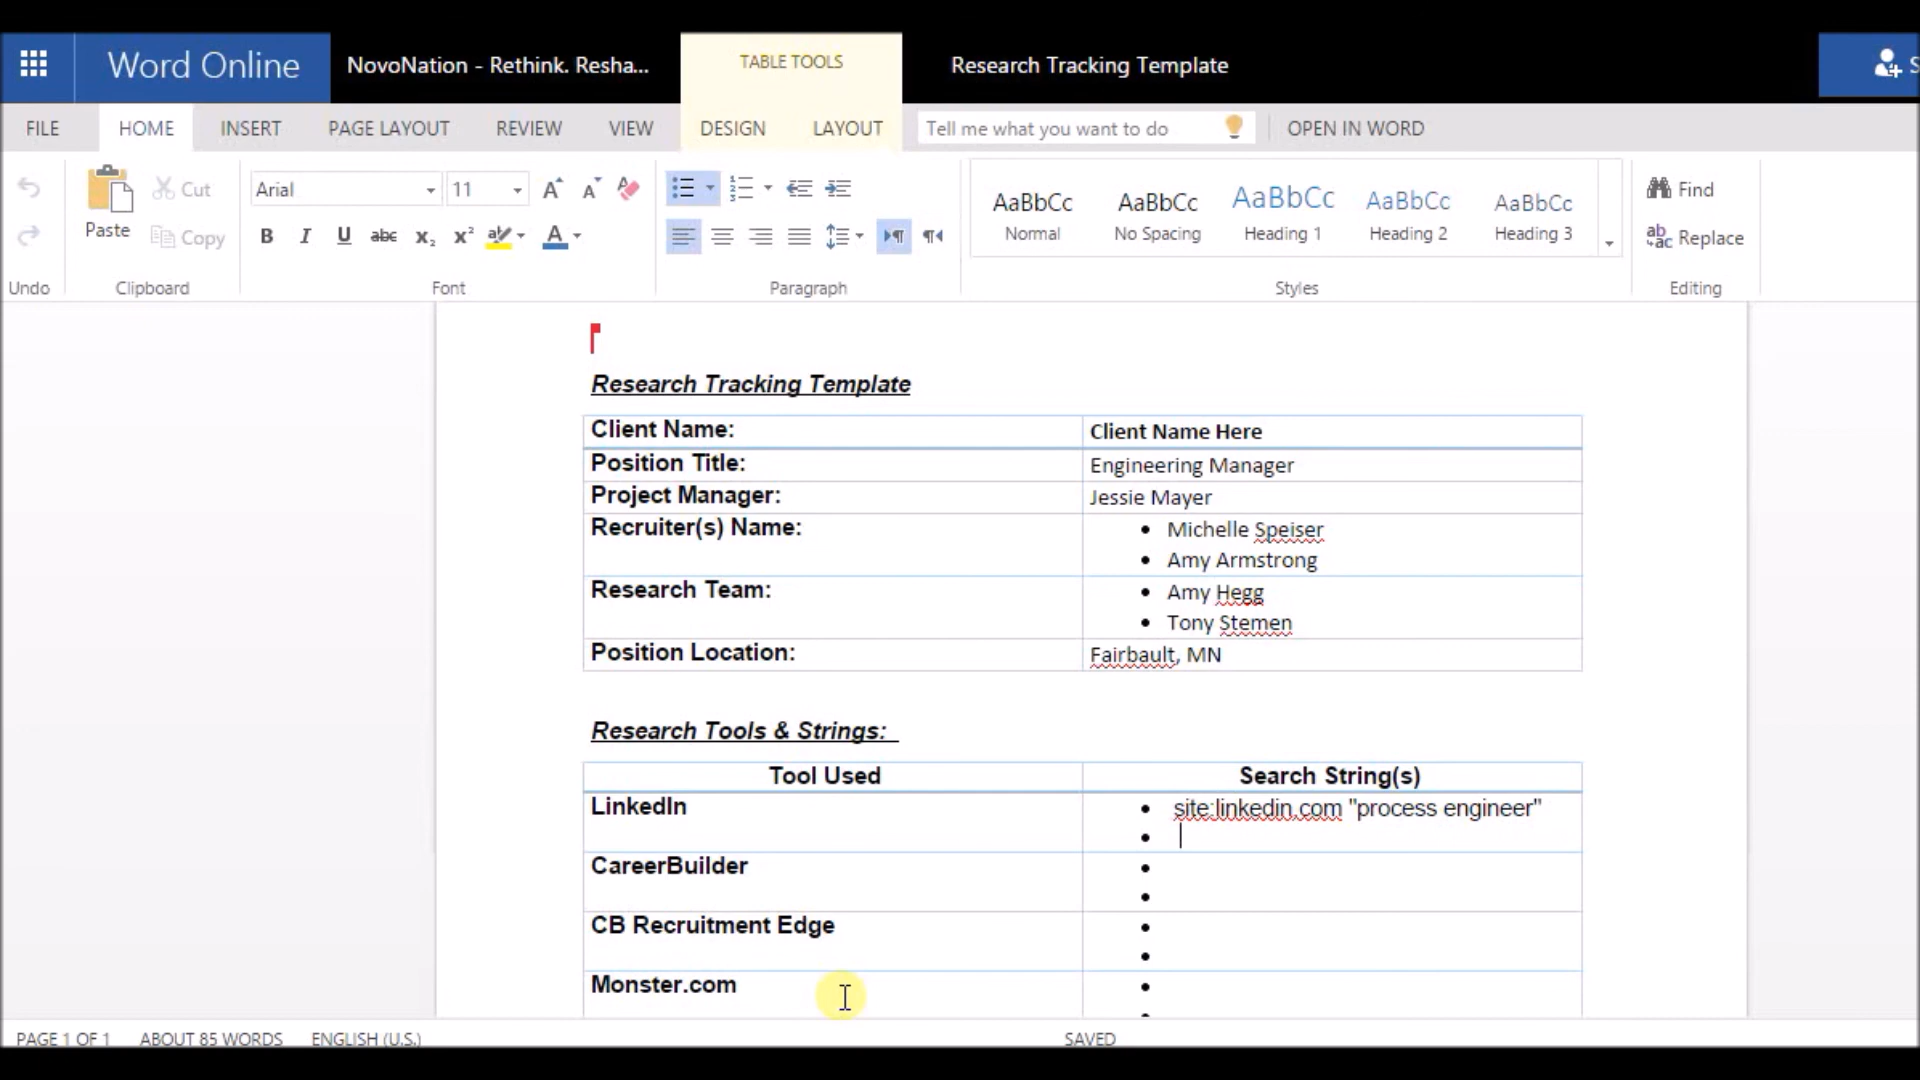 Word Online NovoNation - Rethink. Resha... TABLE TOOLS Research Tracking Template S
FILE HOME INSERT PAGE LAYOUT REVIEW VIEW DESIGN LAYOUT Tell me what you want to do OPEN IN WORD
Paste Cut Arial 11 A A AaBbCc AaBbCc AaBbCc AaBbCc AaBbCc Find
Copy B I U abc x₂ x² ab A Normal No Spacing Heading 1 Heading 2 Heading 3 Replace
Undo Clipboard Font Paragraph Styles Editing
Research Tracking Template
Client Name: Client Name Here
Position Title: Engineering Manager
Project Manager: Jessie Mayer
Recruiter(s) Name: • Michelle Speiser
• Amy Armstrong
Research Team: • Amy Hegg
• Tony Stemen
Position Location: Fairbault, MN
Research Tools & Strings:
Tool Used Search String(s)
LinkedIn • site:linkedin.com "process engineer"
CareerBuilder
CB Recruitment Edge
Monster.com
PAGE 1 OF 1 ABOUT 85 WORDS ENGLISH (U.S.) SAVED